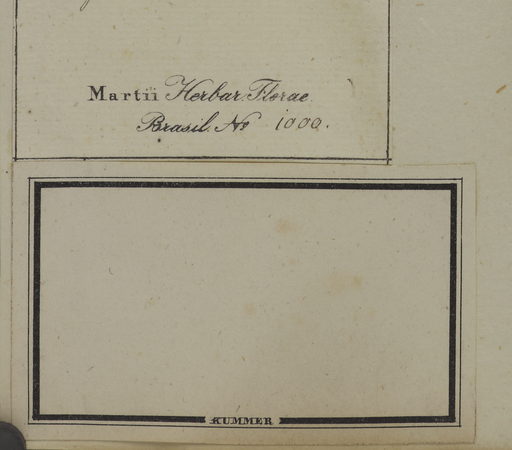 Martii Herbar. Florae
Brasil. No 1000.
KUMMER